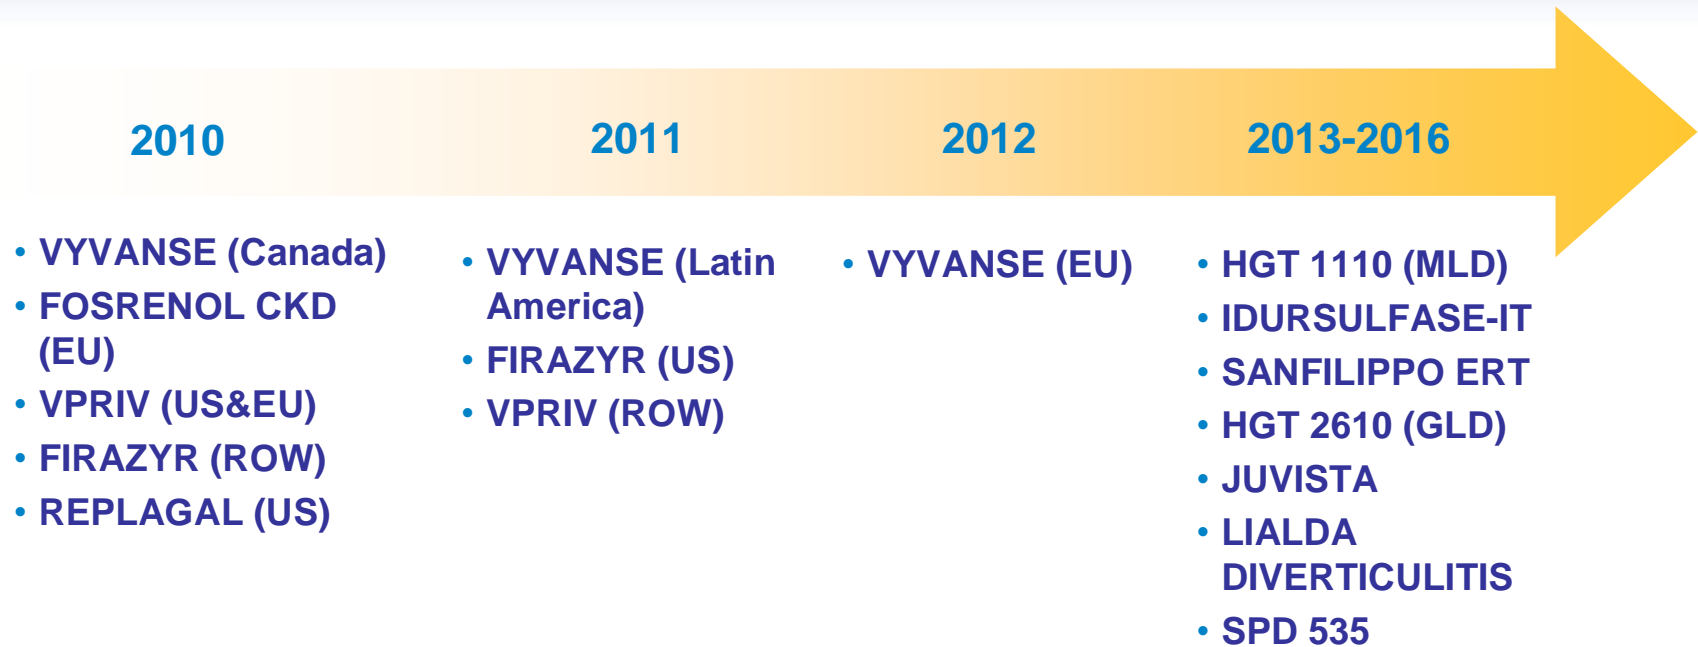 2010
2011
2012
2013-2016
• VYVANSE (Canada)
• FOSRENOL CKD
(EU)
• VPRIV (US&EU)
• FIRAZYR (ROW)
• REPLAGAL (US)
• VYVANSE (Latin
America)
• FIRAZYR (US)
• VPRIV (ROW)
• VYVANSE (EU)
• HGT 1110 (MLD)
• IDURSULFASE-IT
• SANFILIPPO ERT
• HGT 2610 (GLD)
• JUVISTA
• LIALDA
DIVERTICULITIS
• SPD 535